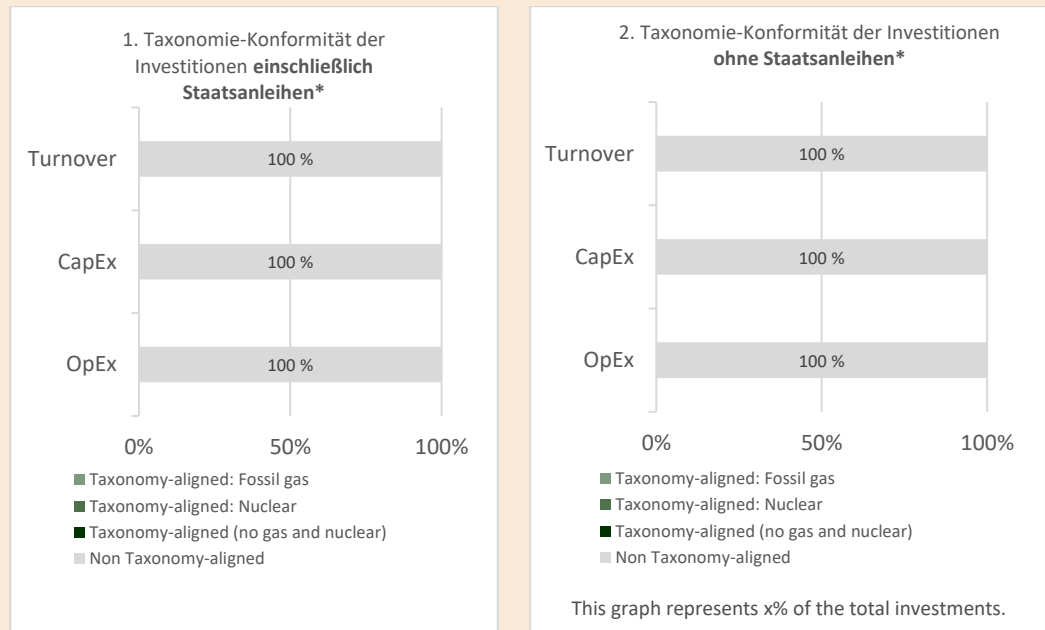 1. Taxonomie-Konformität der
Investitionen einschließlich
Staatsanleihen*
Turnover
100 %
CapEx
100 %
OpEx
100 %
0%
50%
100%
Taxonomy-aligned: Fossil gas
Taxonomy-aligned: Nuclear
Taxonomy-aligned (no gas and nuclear)
Non Taxonomy-aligned
2. Taxonomie-Konformität der Investitionen
ohne Staatsanleihen*
Turnover
100 %
CapEx
100 %
OpEx
100 %
0%
50%
100%
Taxonomy-aligned: Fossil gas
Taxonomy-aligned: Nuclear
Taxonomy-aligned (no gas and nuclear)
Non Taxonomy-aligned
This graph represents x% of the total investments.